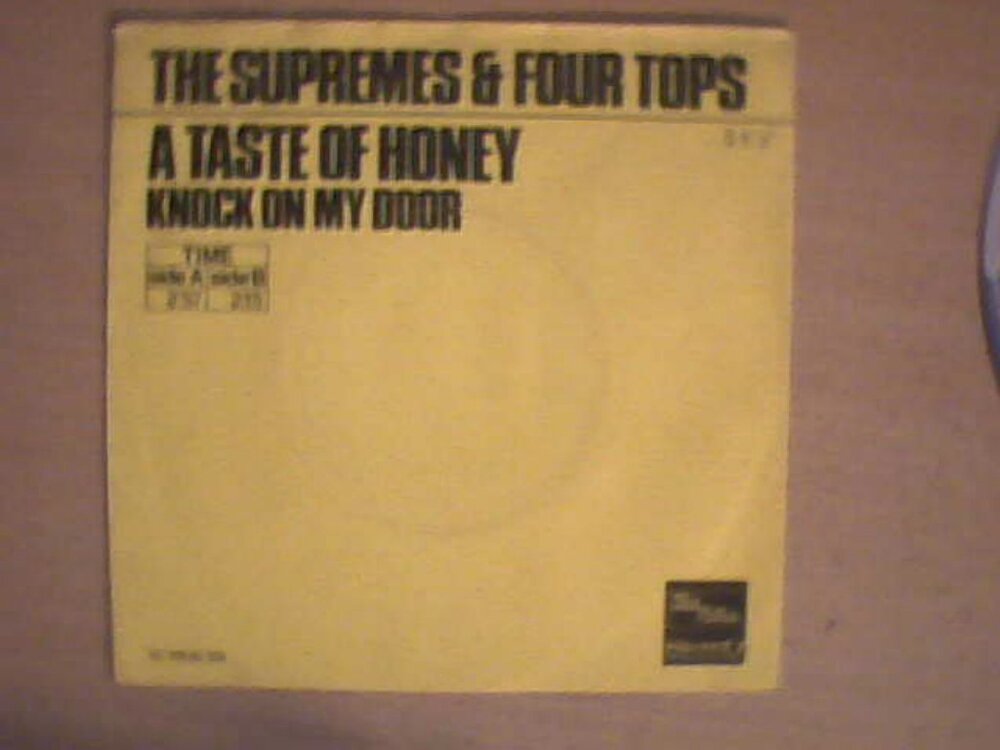 THE SUPREMES & FOUR TOPS
A TASTE OF HONEY
KNOCK ON MY DOOR
TIME
side A side B